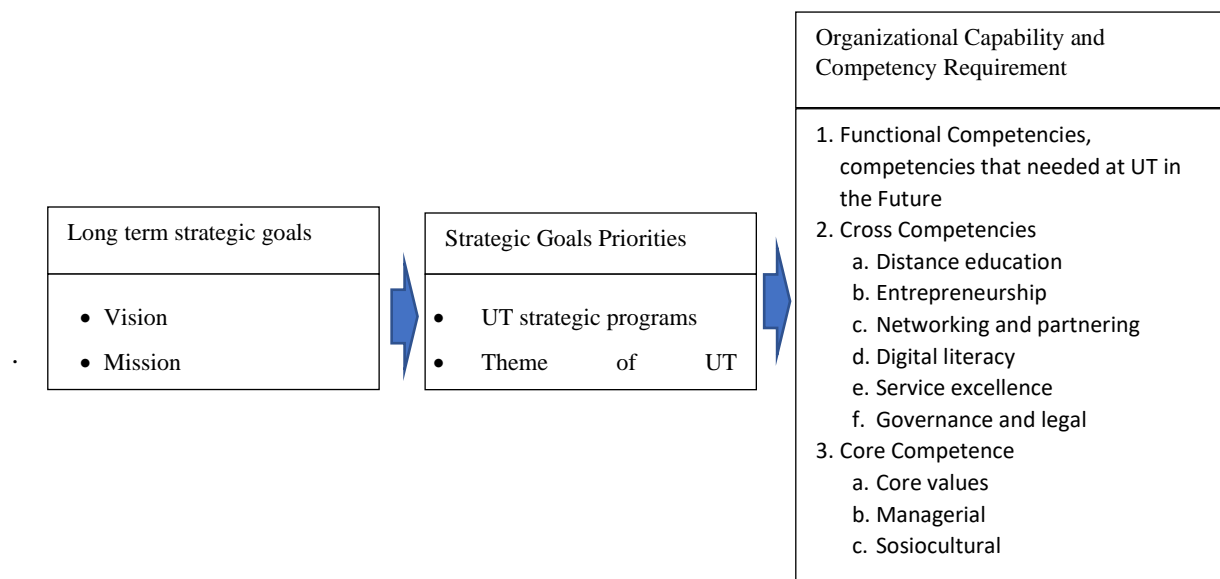 Long term strategic goals
• Vision
• Mission
.
Strategic Goals Priorities
• UT strategic programs
• Theme of UT
Organizational Capability and
Competency Requirement
1. Functional Competencies,
competencies that needed at UT in
the Future
2. Cross Competencies
a. Distance education
b. Entrepreneurship
c. Networking and partnering
d. Digital literacy
e. Service excellence
f. Governance and legal
3. Core Competence
a. Core values
b. Managerial
c. Sosiocultural